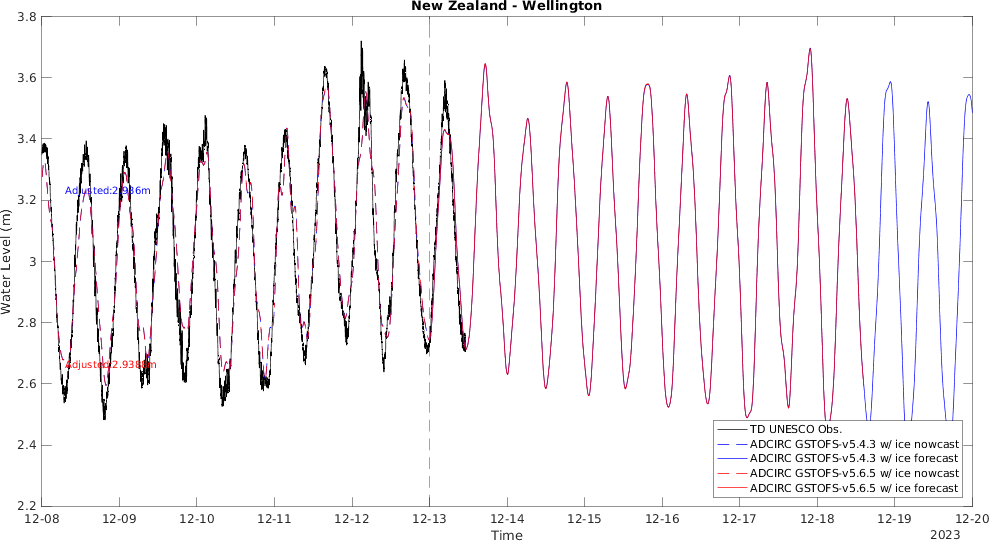 New Zealand - Wellington
3.8
3.6
3.4
3.2
3
2.8
2.6
2.4
2.2
Water Level (m)
Adjusted:2.936m
Adjusted:2.9380m
TD UNESCO Obs.
ADCIRC GSTOFS-v5.4.3 w/ ice nowcast
ADCIRC GSTOFS-v5.4.3 w/ ice forecast
ADCIRC GSTOFS-v5.6.5 w/ ice nowcast
ADCIRC GSTOFS-v5.6.5 w/ ice forecast
12-08 12-09 12-10 12-11 12-12 12-13 12-14 12-15 12-16 12-17 12-18 12-19 12-20
Time
2023